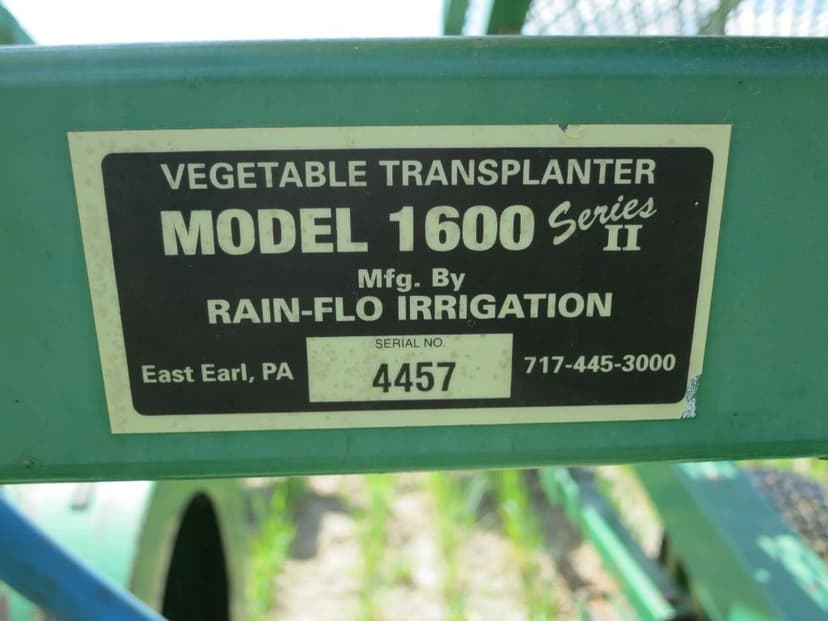 VEGETABLE TRANSPLANTER
MODEL 1600 Series II
Mfg. By
RAIN-FLO IRRIGATION
SERIAL NO.
East Earl, PA 4457 717-445-3000